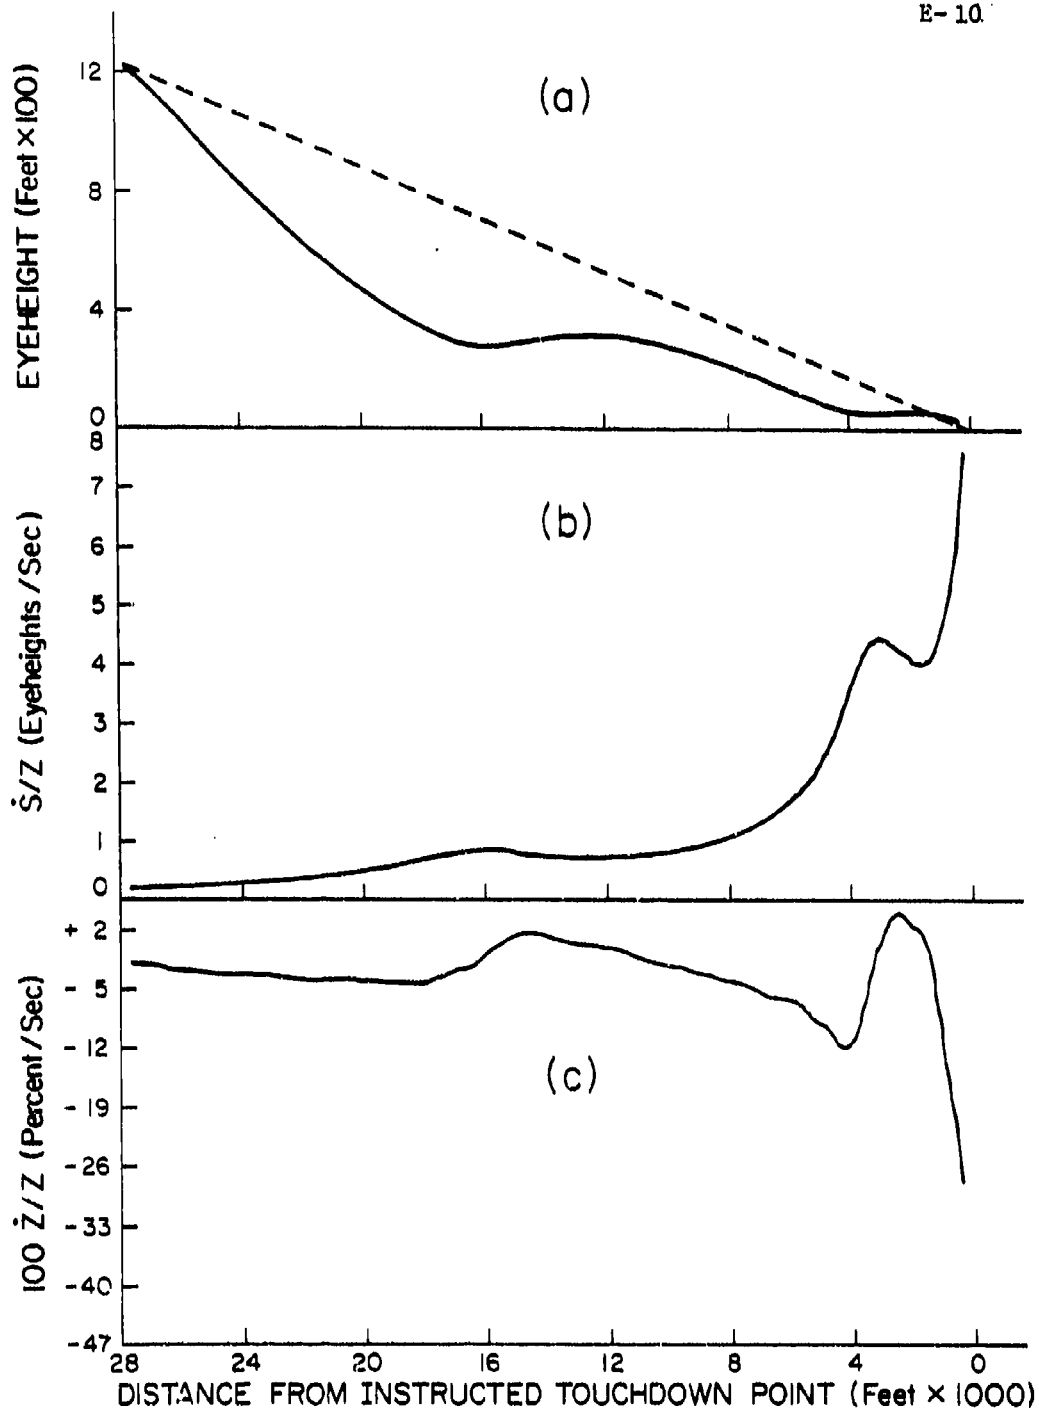 E-10
EYEHEIGHT (Feet ×100)
12
8
4
0
(a)
Ṡ/Z (Eyeheights/Sec)
8
7
6
5
4
3
2
1
0
(b)
100 Ż/Z (Percent/Sec)
+ 2
- 5
- 12
- 19
-26
-33
-40
-47
(c)
28 24 20 16 12 8 4 0
DISTANCE FROM INSTRUCTED TOUCHDOWN POINT (Feet ×1000)